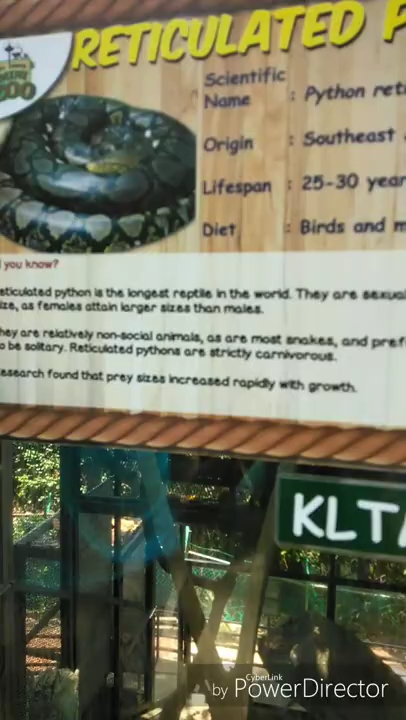 RETICULATED P
ZOO
Scientific
Name : Python reti
Origin : Southeast
Lifespan : 25-30 year
Diet : Birds and m
d you know?
eticulated python is the longest reptile in the world. They are sexual
ize, as females attain larger sizes than males.
hey are relatively non-social animals, as are most snakes, and pref
o be solitary. Reticulated pythons are strictly carnivorous.
esearch found that prey sizes increased rapidly with growth.
KLTA
by CyberLink PowerDirector